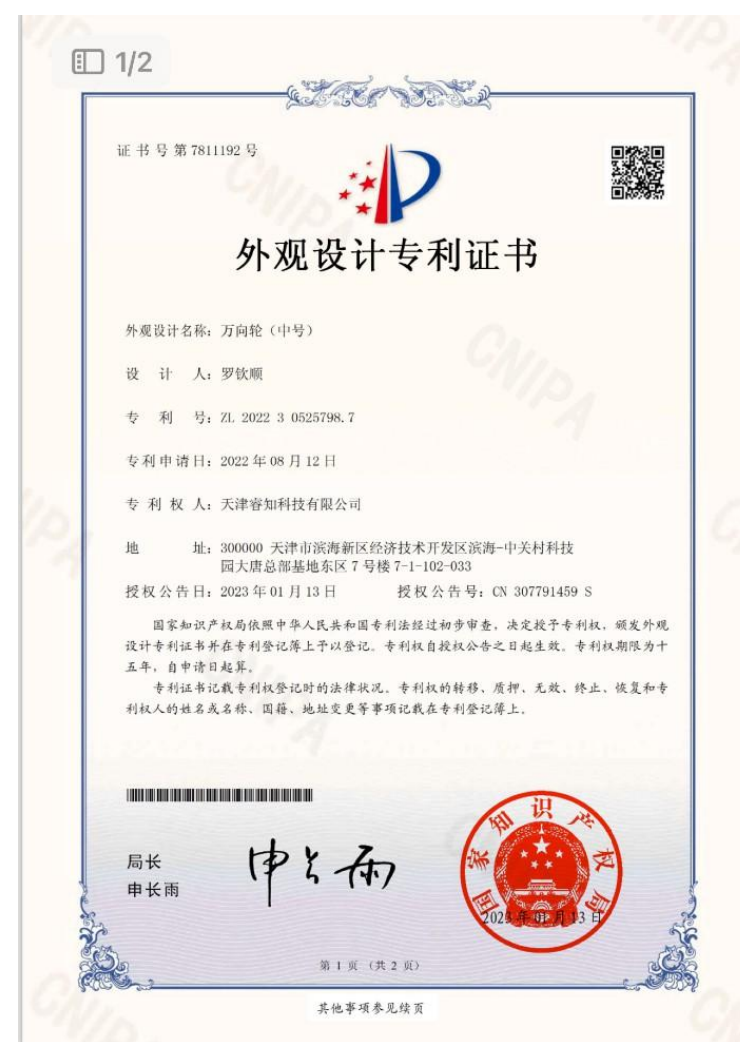 1/2
证书号第7811192号
外观设计专利证书
外观设计名称：万向轮（中号）
设计人：罗钦顺
专利号：ZL 2022 3 0525798.7
专利申请日：2022年08月12日
专利权人：天津睿知科技有限公司
地址：300000 天津市滨海新区经济技术开发区滨海-中关村科技
园大唐总部基地东区7号楼7-1-102-033
授权公告日：2023年01月13日 授权公告号：CN 307791459 S
国家知识产权局依照中华人民共和国专利法经过初步审查，决定授予专利权，颁发外观
设计专利证书并在专利登记簿上予以登记。专利权自授权公告之日起生效。专利权期限为十
五年，自申请日起算。
专利证书记载专利权登记时的法律状况。专利权的转移、质押、无效、终止、恢复和专
利权人的姓名或名称、国籍、地址变更等事项记载在专利登记簿上。
局长
申长雨
申长雨
国家知识产权局
2023年01月13日
第1页（共2页）
其他事项参见续页
CNIPA